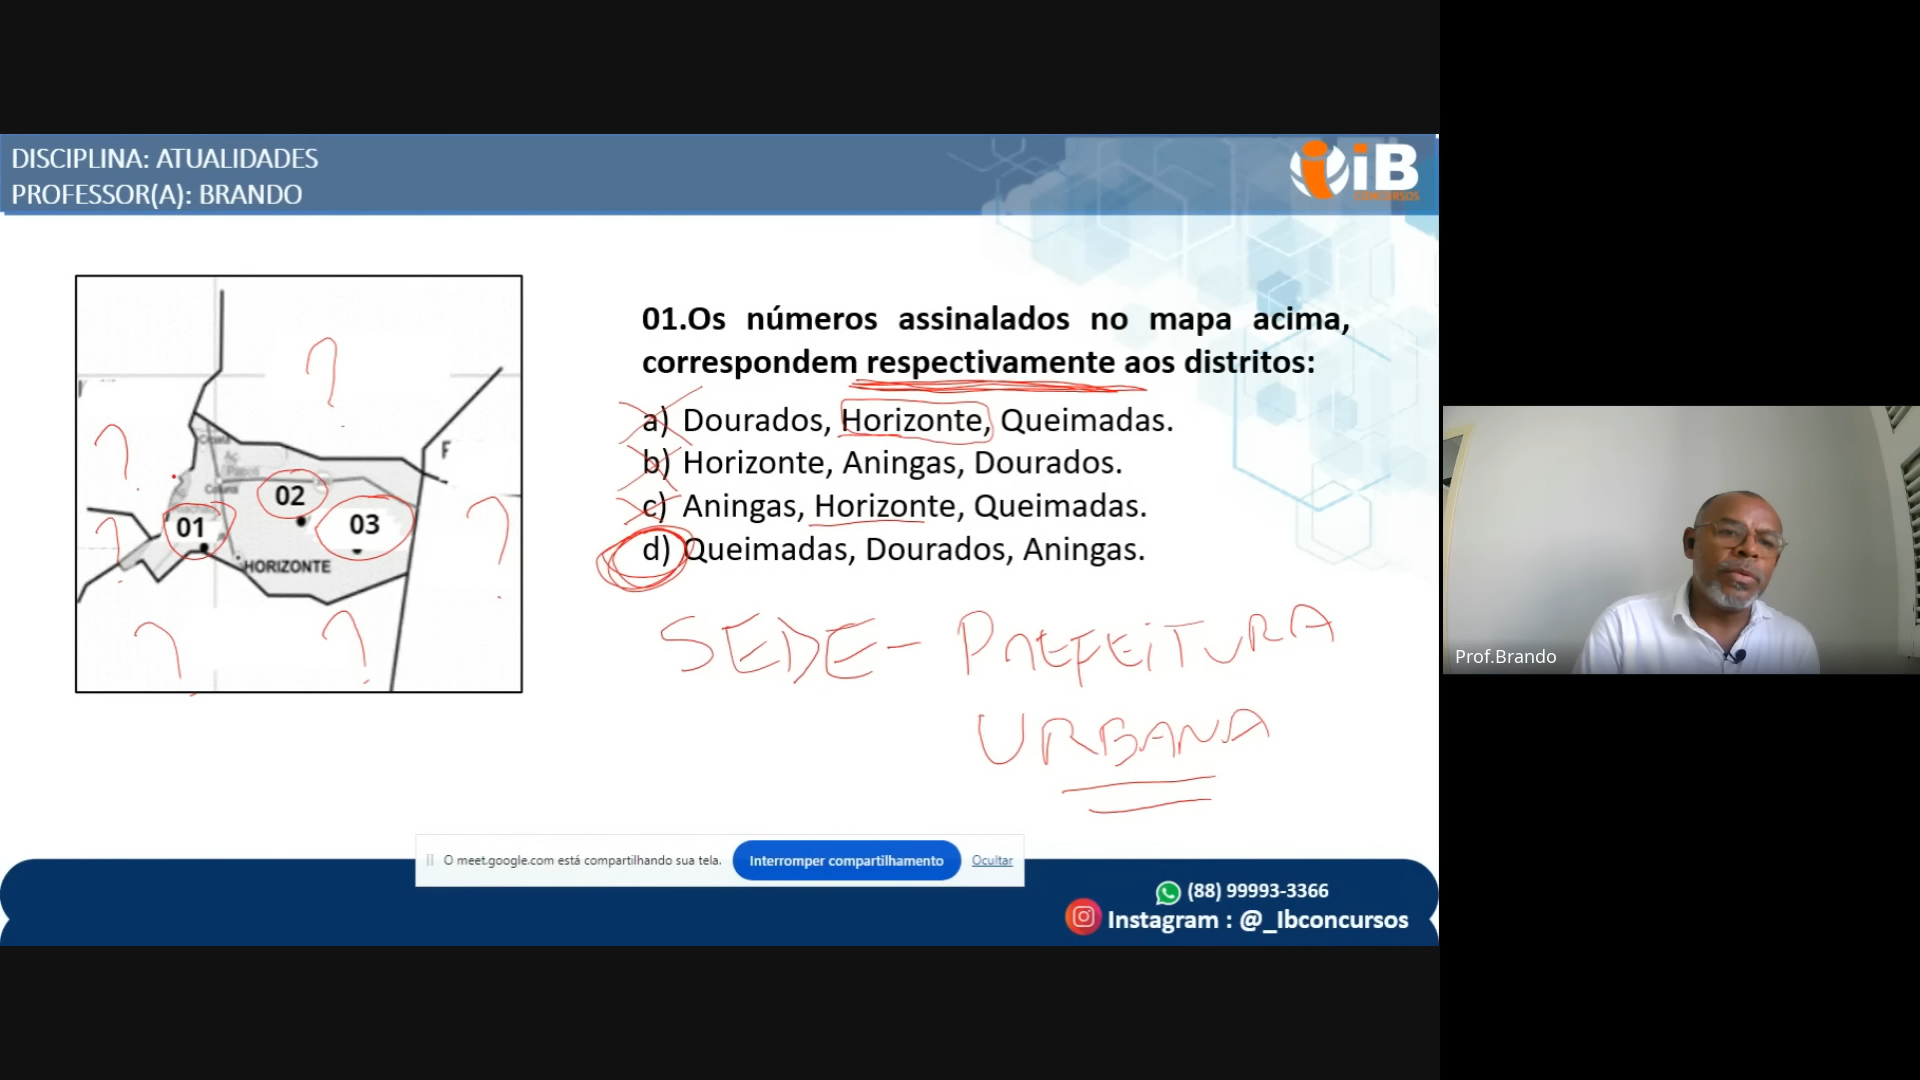 DISCIPLINA: ATUALIDADES
PROFESSOR(A): BRANDO
iB
CONCURSOS
01.Os números assinalados no mapa acima,
correspondem respectivamente aos distritos:
a) Dourados, Horizonte, Queimadas.
b) Horizonte, Aningas, Dourados.
c) Aningas, Horizonte, Queimadas.
d) Queimadas, Dourados, Aningas.
?
?
F
02
?
01
03
?
?
HORIZONTE
?
?
SEDE - PREFEITURA
URBANA
Prof.Brando
O meet.google.com está compartilhando sua tela.
Interromper compartilhamento
Ocultar
(88) 99993-3366
Instagram : @_Ibconcursos